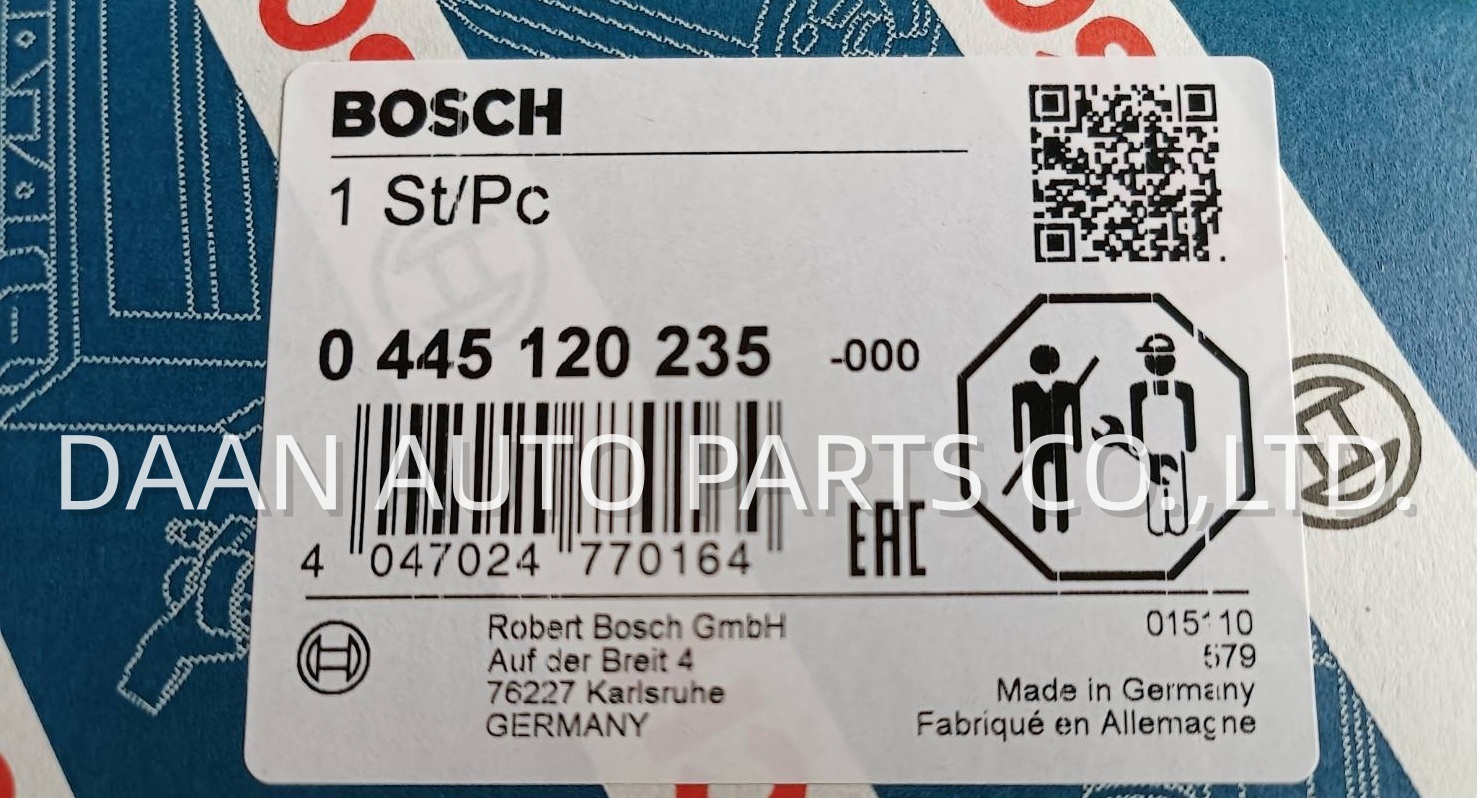 BOSCH
1 St/Pc
0 445 120 235 -000
DAAN AUTO PARTS CO.,LTD.
4 047024 770164
EAC
Robert Bosch GmbH
Auf der Breit 4
76227 Karlsruhe
GERMANY
015110
579
Made in Germany
Fabriqué en Allemagne